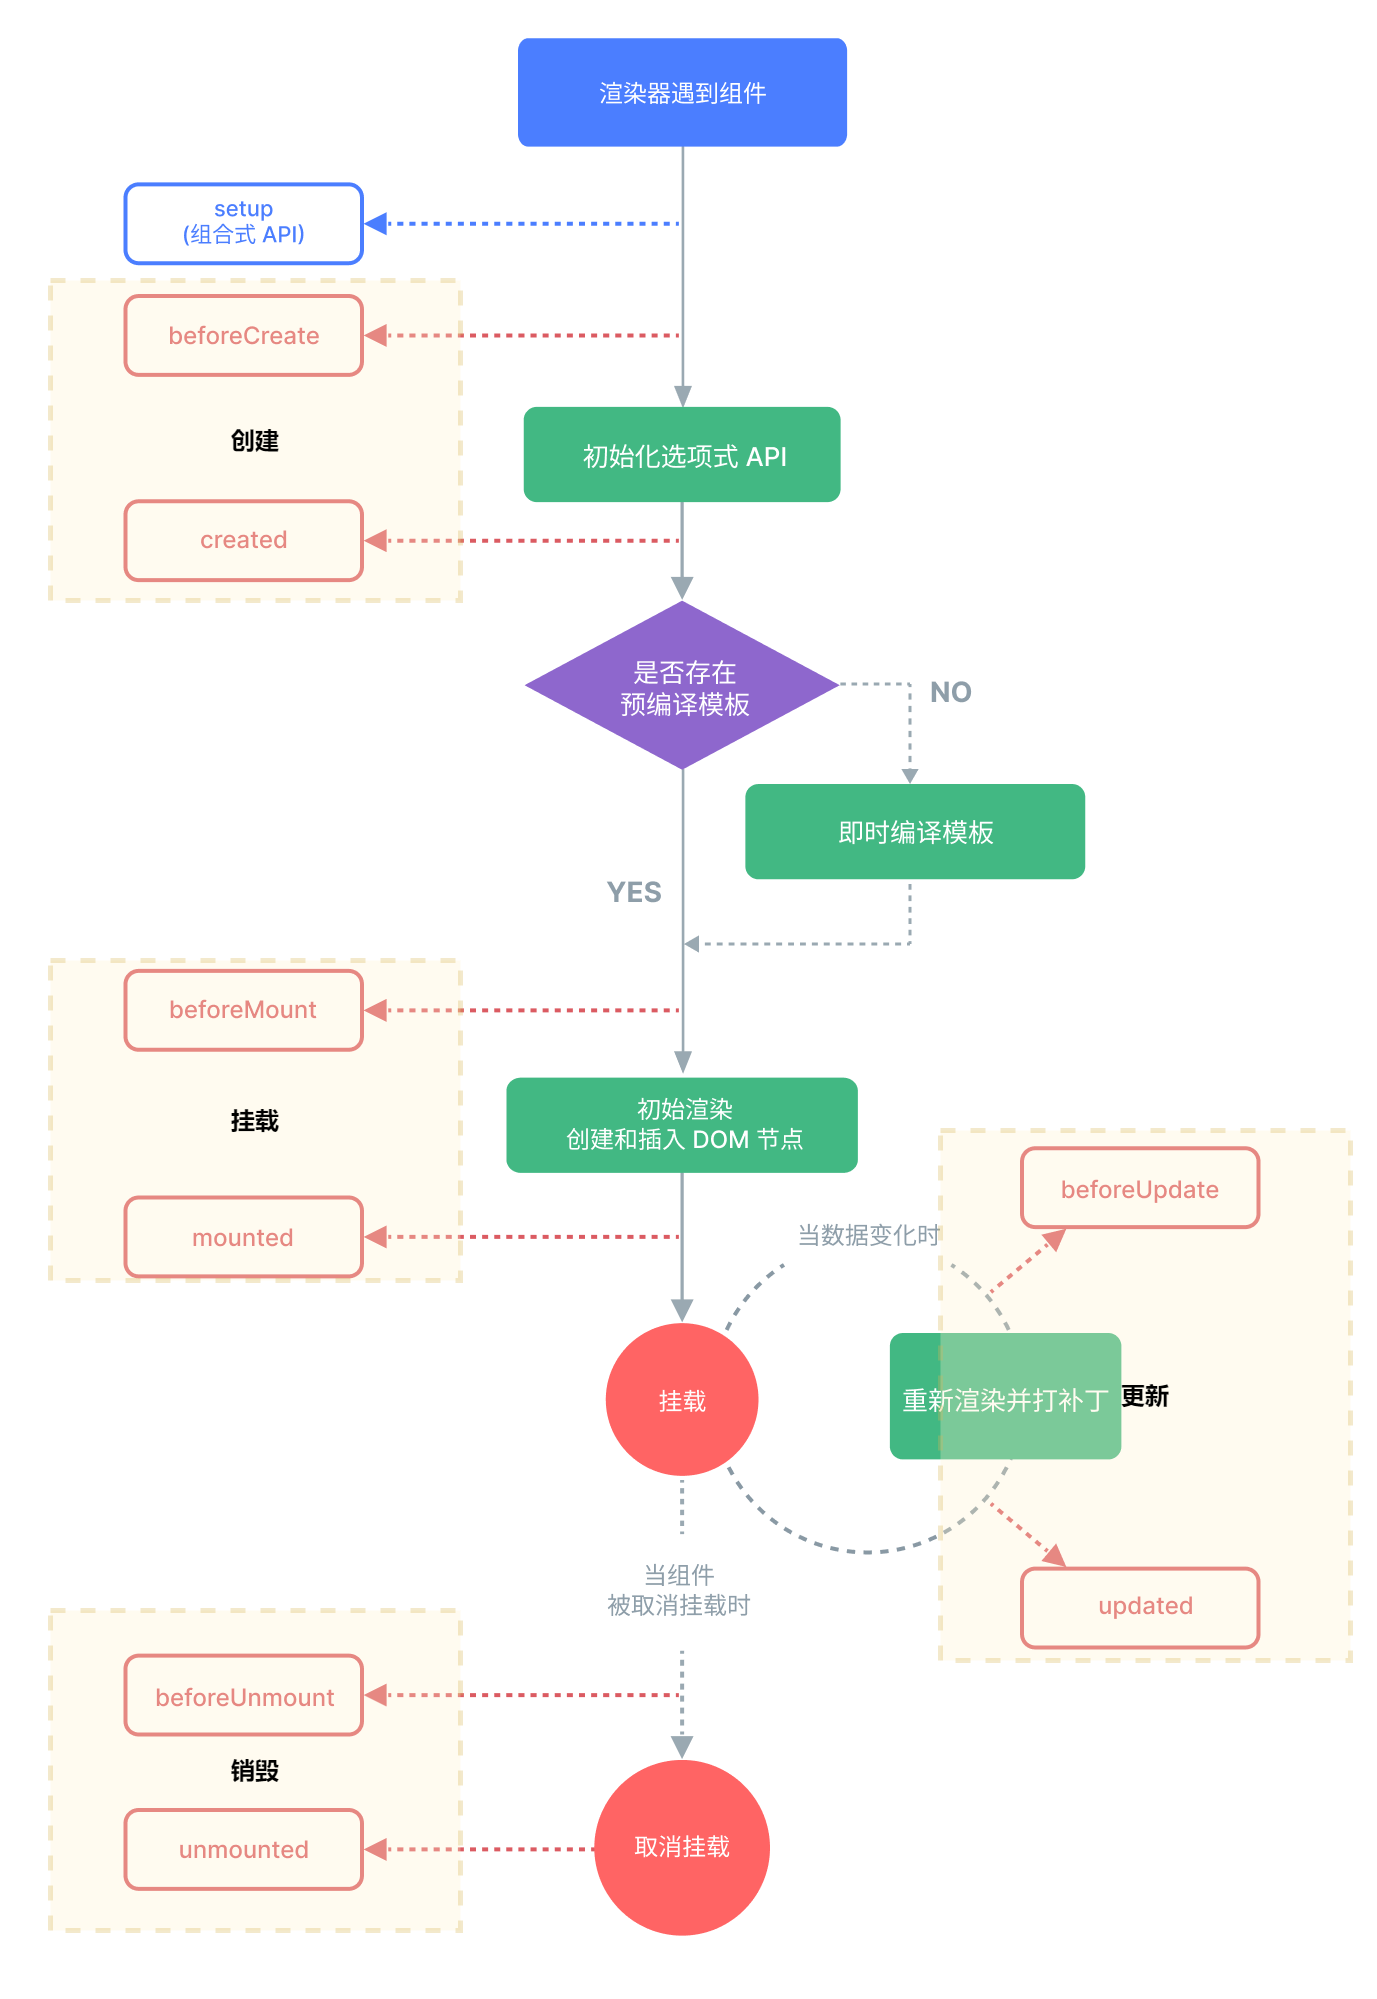 渲染器遇到组件
setup
(组合式 API)
beforeCreate
创建
初始化选项式 API
created
是否存在
预编译模板
NO
即时编译模板
YES
beforeMount
挂载
初始渲染
创建和插入 DOM 节点
mounted
beforeUpdate
当数据变化时
挂载
重新渲染并打补丁
更新
当组件
被取消挂载时
updated
beforeUnmount
销毁
取消挂载
unmounted